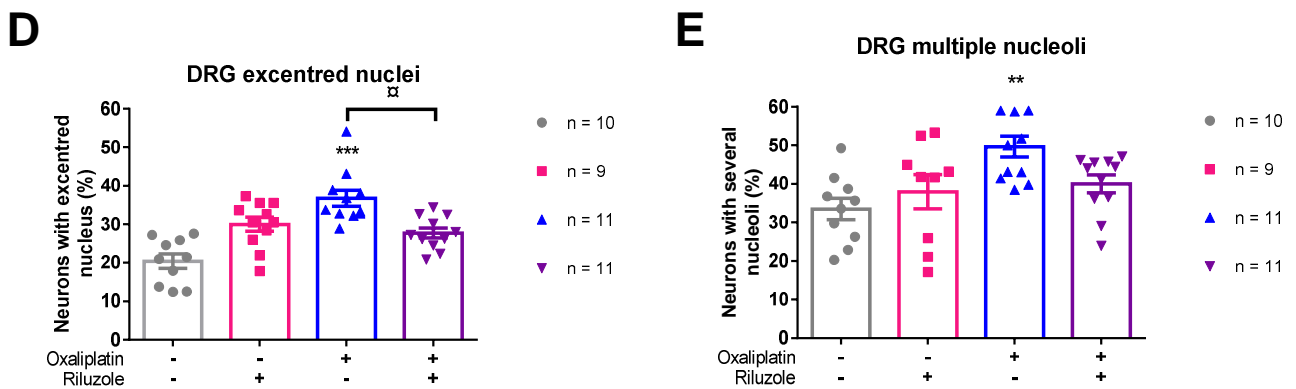 D
DRG excentred nuclei
¤
***
Neurons with excentred
nucleus (%)
60
50
40
30
20
10
0
Oxaliplatin - - + +
Riluzole - + - +
n = 10
n = 9
n = 11
n = 11
E
DRG multiple nucleoli
**
Neurons with several
nucleoli (%)
60
50
40
30
20
10
0
Oxaliplatin - - + +
Riluzole - + - +
n = 10
n = 9
n = 11
n = 11